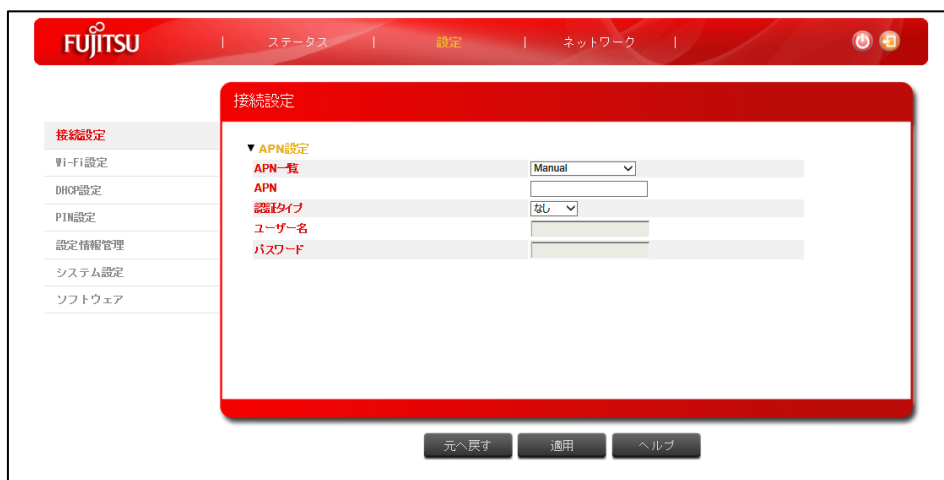 FUJITSU
| ステータス | 設定 | ネットワーク |
接続設定
接続設定
Wi-Fi設定
DHCP設定
PIN設定
設定情報管理
システム設定
ソフトウェア
▼ APN設定
APN一覧 Manual
APN
認証タイプ なし
ユーザー名
パスワード
元へ戻す 適用 ヘルプ